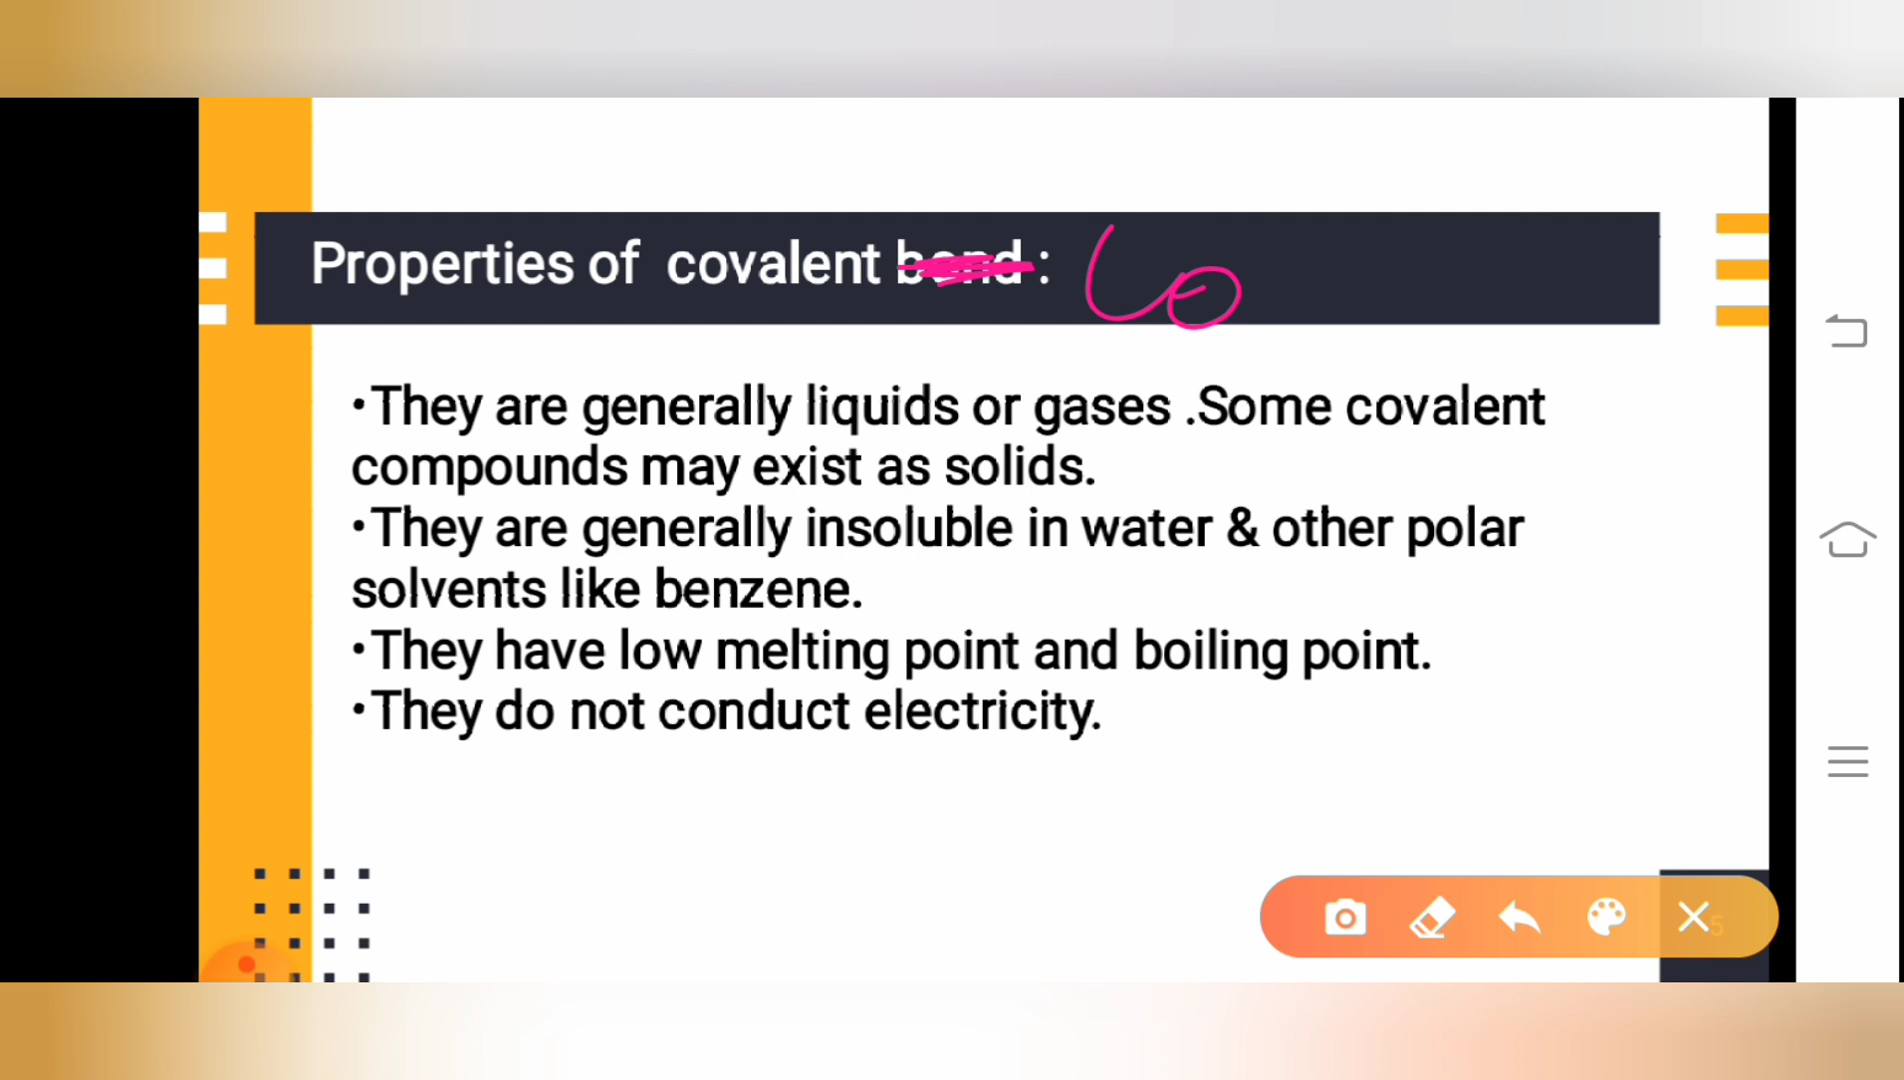 Properties of covalent bond : Co
•They are generally liquids or gases .Some covalent
compounds may exist as solids.
•They are generally insoluble in water & other polar
solvents like benzene.
•They have low melting point and boiling point.
•They do not conduct electricity.
5